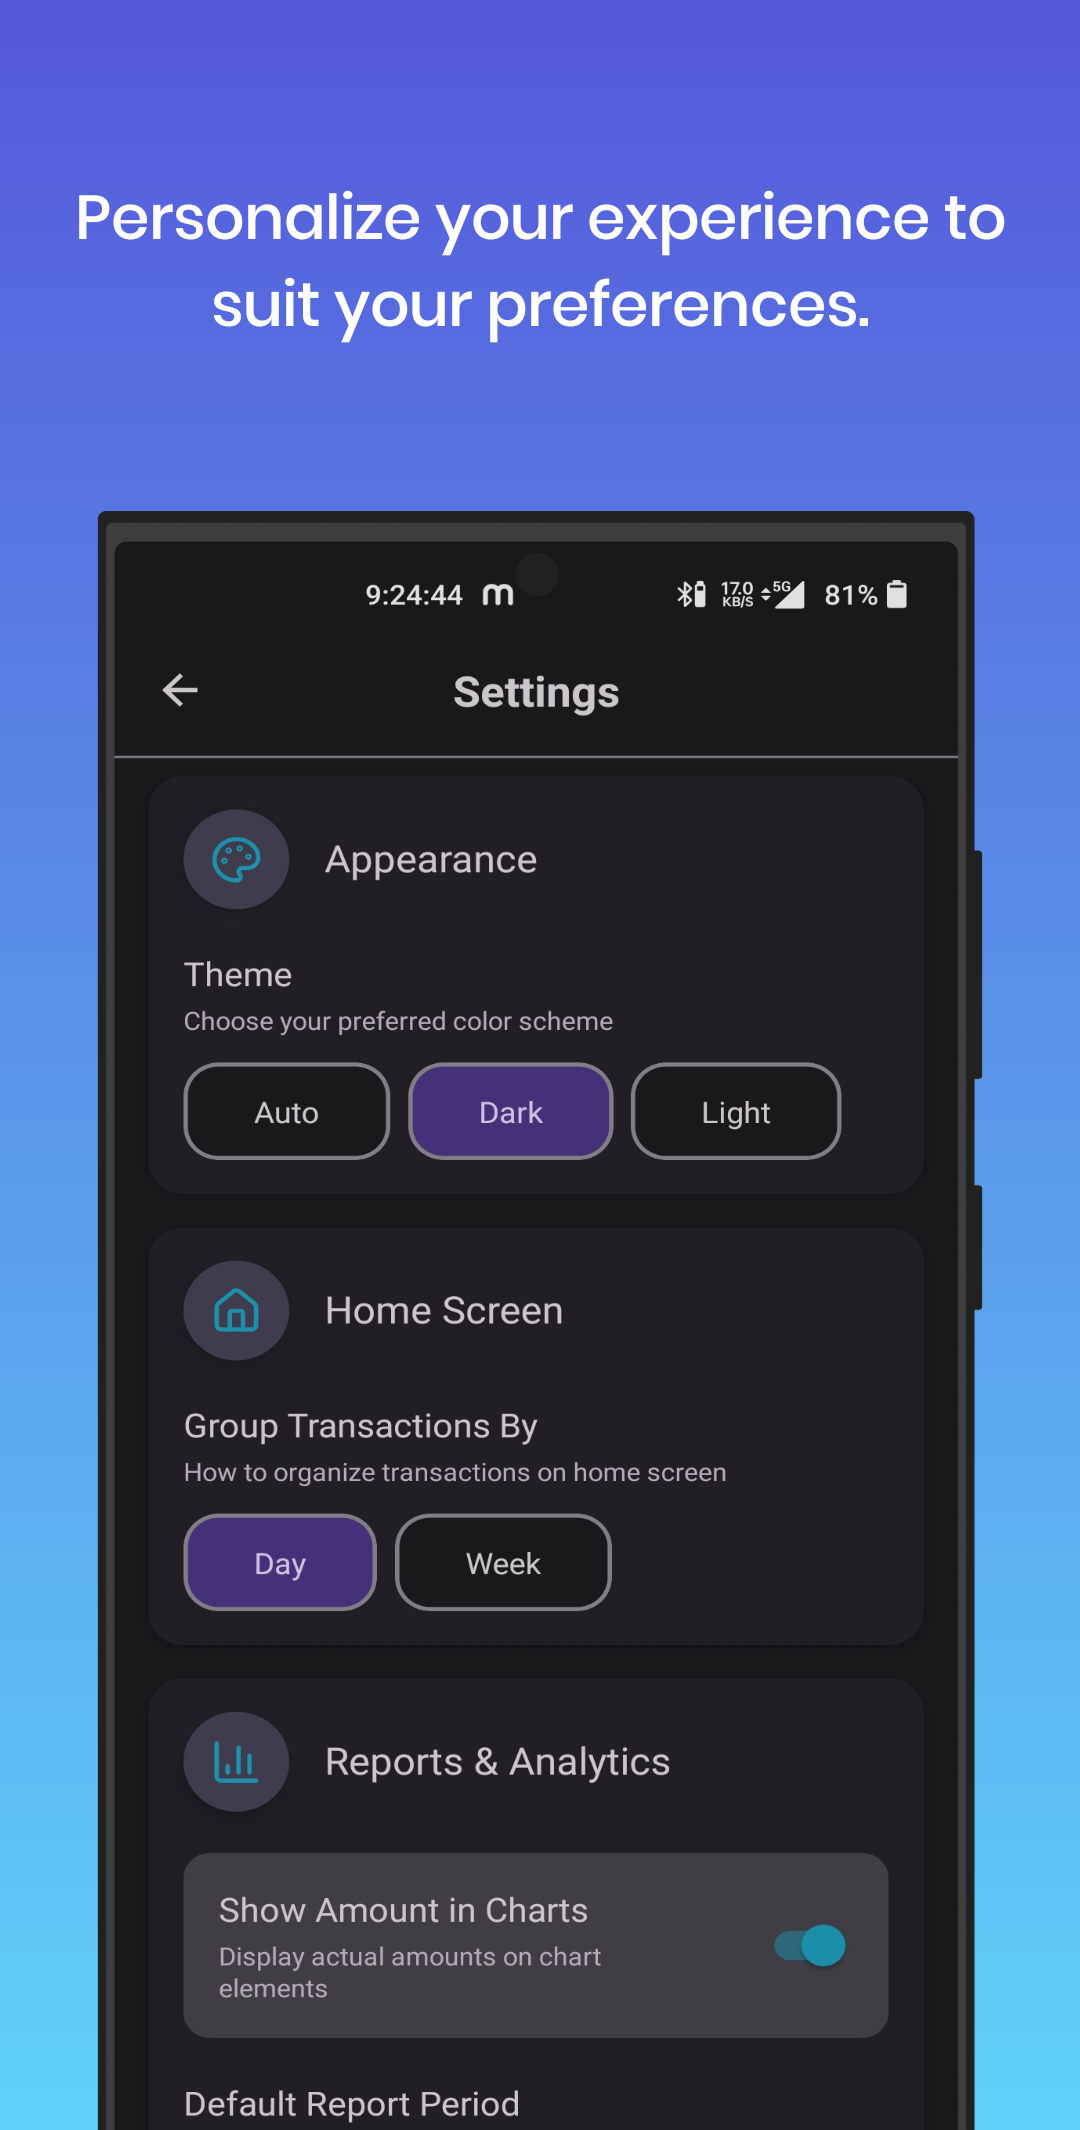 Personalize your experience to
suit your preferences.
9:24:44 m 17.0 KB/S 5G 81%
Settings
Appearance
Theme
Choose your preferred color scheme
Auto Dark Light
Home Screen
Group Transactions By
How to organize transactions on home screen
Day Week
Reports & Analytics
Show Amount in Charts
Display actual amounts on chart
elements
Default Report Period